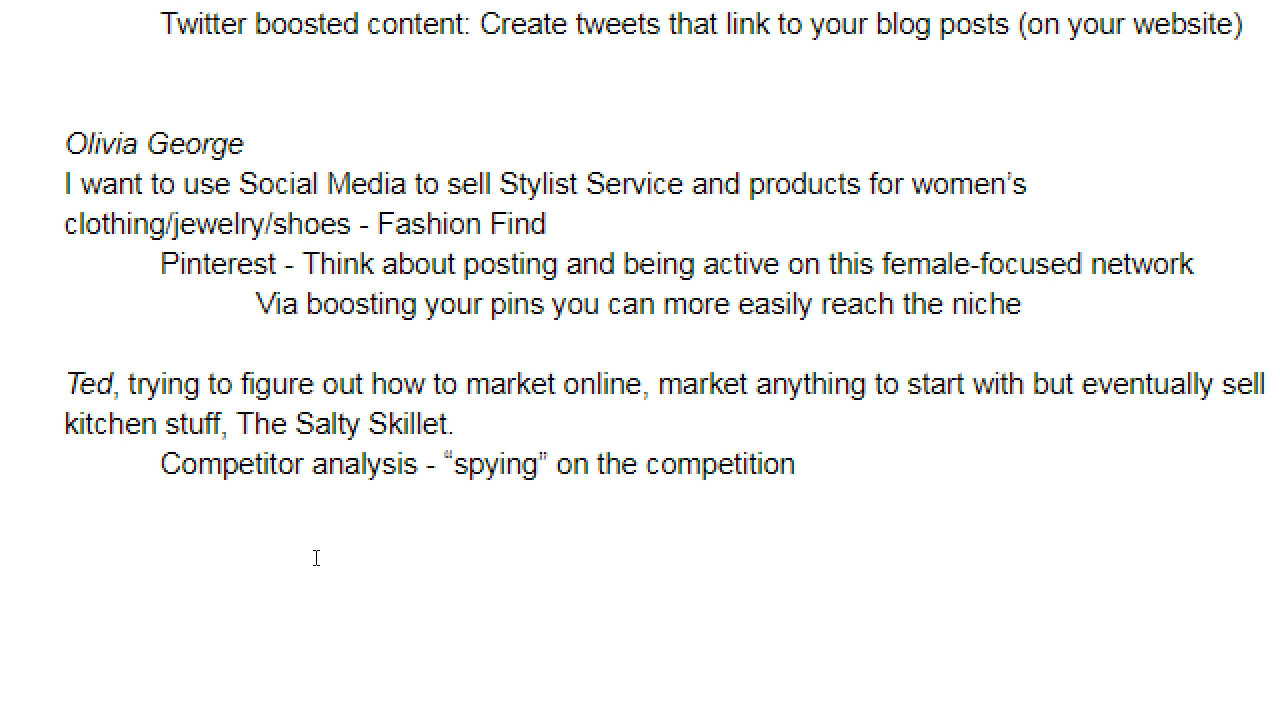 Twitter boosted content: Create tweets that link to your blog posts (on your website)
Olivia George
I want to use Social Media to sell Stylist Service and products for women’s
clothing/jewelry/shoes - Fashion Find
Pinterest - Think about posting and being active on this female-focused network
Via boosting your pins you can more easily reach the niche
Ted, trying to figure out how to market online, market anything to start with but eventually sell
kitchen stuff, The Salty Skillet.
Competitor analysis - “spying” on the competition